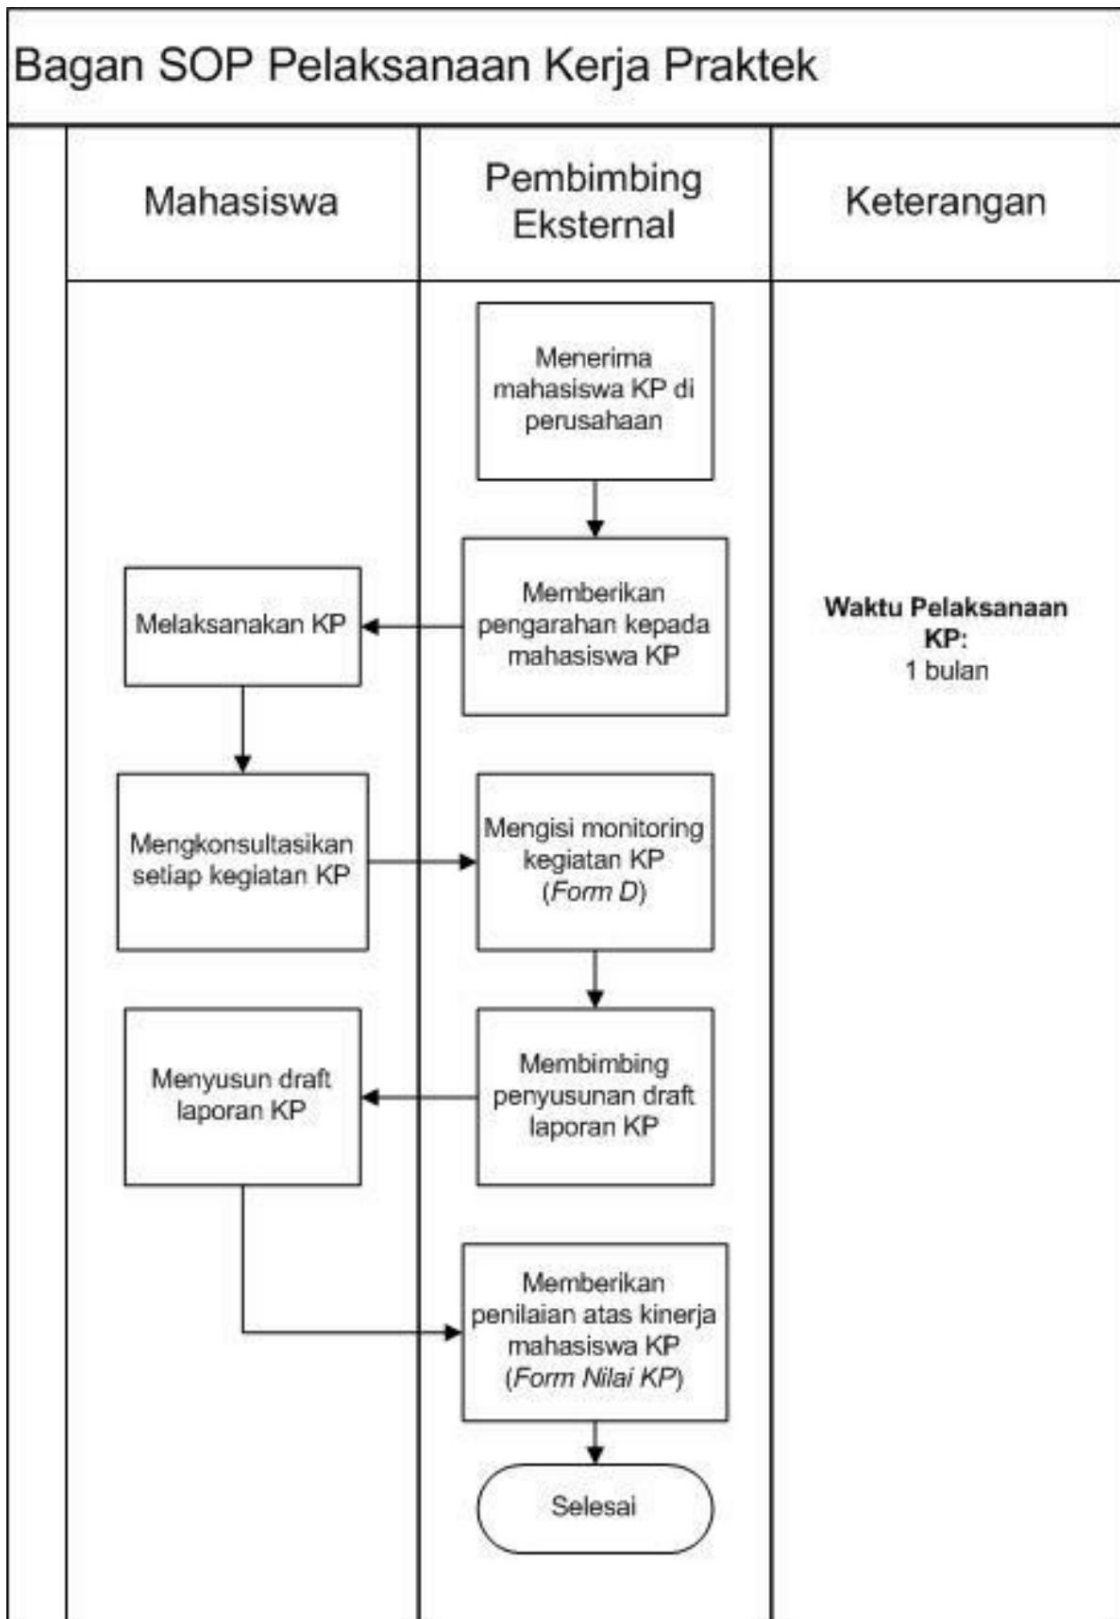 Bagan SOP Pelaksanaan Kerja Praktek
Mahasiswa
Pembimbing
Eksternal
Keterangan
Menerima
mahasiswa KP di
perusahaan
Memberikan
pengarahan kepada
mahasiswa KP
Melaksanakan KP
Waktu Pelaksanaan
KP:
1 bulan
Mengkonsultasikan
setiap kegiatan KP
Mengisi monitoring
kegiatan KP
(Form D)
Membimbing
penyusunan draft
laporan KP
Menyusun draft
laporan KP
Memberikan
penilaian atas kinerja
mahasiswa KP
(Form Nilai KP)
Selesai